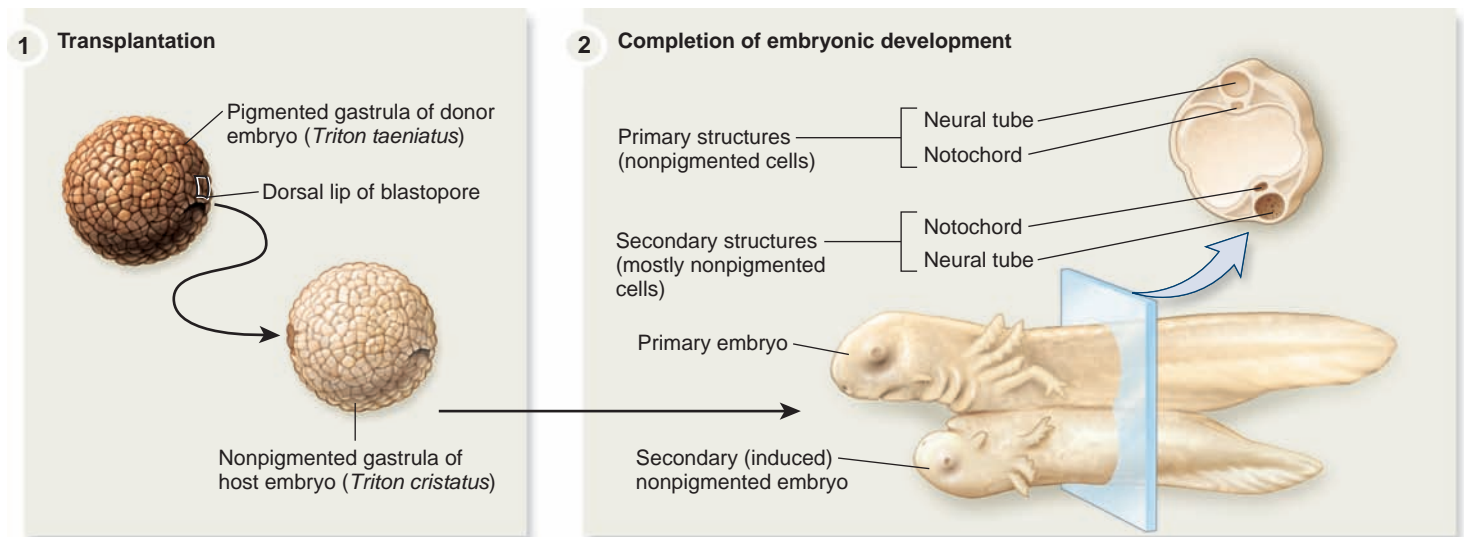 1 Transplantation
Pigmented gastrula of donor
embryo (Triton taeniatus)
Dorsal lip of blastopore
Nonpigmented gastrula of
host embryo (Triton cristatus)
2 Completion of embryonic development
Primary structures
(nonpigmented cells)
Neural tube
Notochord
Secondary structures
(mostly nonpigmented
cells)
Notochord
Neural tube
Primary embryo
Secondary (induced)
nonpigmented embryo